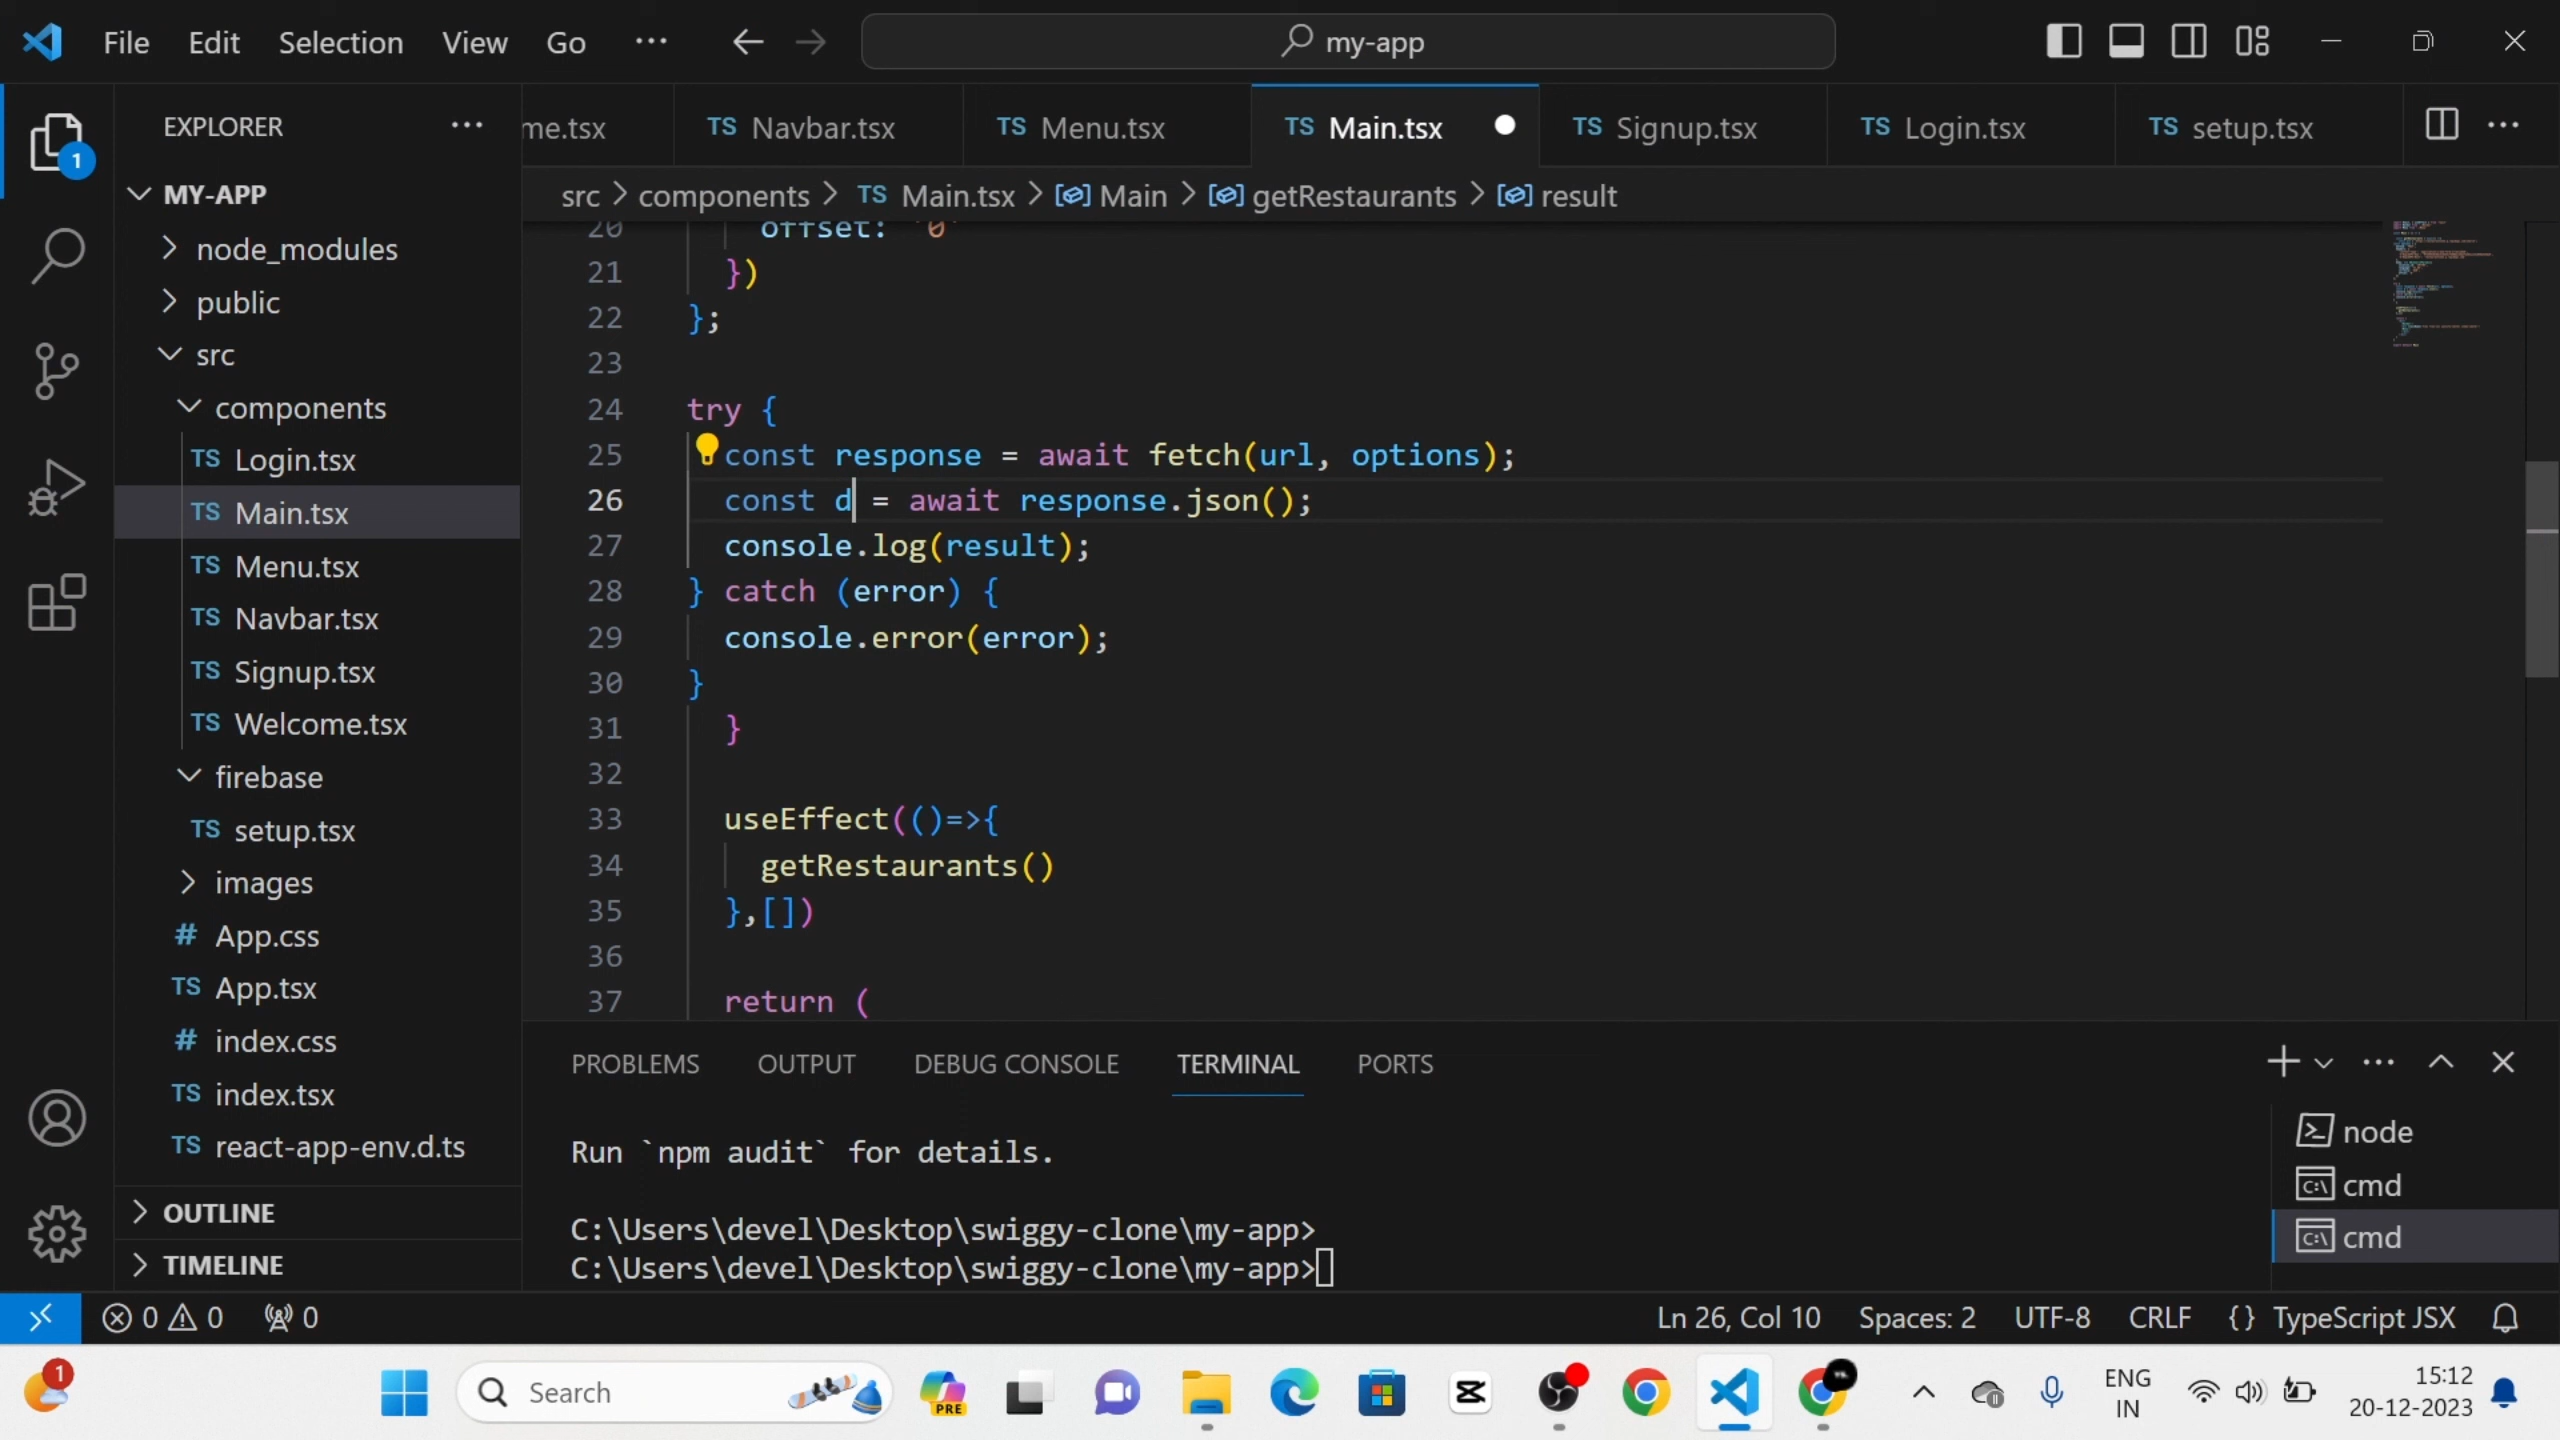 File Edit Selection View Go ··· my-app
EXPLORER ···
me.tsx TS Navbar.tsx TS Menu.tsx TS Main.tsx TS Signup.tsx TS Login.tsx TS setup.tsx ···
src > components > TS Main.tsx > Main > getRestaurants > result
1
MY-APP
node_modules
public
src
components
TS Login.tsx
TS Main.tsx
TS Menu.tsx
TS Navbar.tsx
TS Signup.tsx
TS Welcome.tsx
firebase
TS setup.tsx
images
# App.css
TS App.tsx
# index.css
TS index.tsx
TS react-app-env.d.ts
OUTLINE
TIMELINE
20 offset: '0'
21 })
22 };
23
24 try {
25 const response = await fetch(url, options);
26 const d = await response.json();
27 console.log(result);
28 } catch (error) {
29 console.error(error);
30 }
31 }
32
33 useEffect(()=>{
34 getRestaurants()
35 },[])
36
37 return (
PROBLEMS OUTPUT DEBUG CONSOLE TERMINAL PORTS
Run `npm audit` for details.
C:\Users\devel\Desktop\swiggy-clone\my-app>
C:\Users\devel\Desktop\swiggy-clone\my-app>
node
cmd
cmd
0 0 0 Ln 26, Col 10 Spaces: 2 UTF-8 CRLF {} TypeScript JSX
1 Search PRE ENG IN 15:12
20-12-2023